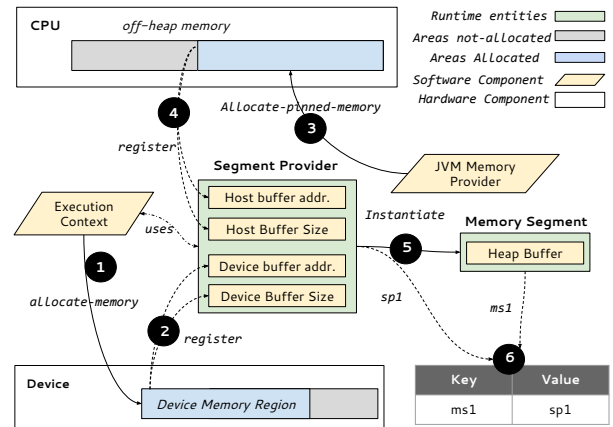 CPU
off-heap memory
Runtime entities
Areas not-allocated
Areas Allocated
Software Component
Hardware Component
4
Allocate-pinned-memory
3
register
Segment Provider
JVM Memory
Provider
Host buffer addr.
Host Buffer Size
Device buffer addr.
Device Buffer Size
Execution
Context
uses
Instantiate
5
Memory Segment
Heap Buffer
1
allocate-memory
2
register
sp1
ms1
6
Device
Device Memory Region
Key Value
ms1 sp1